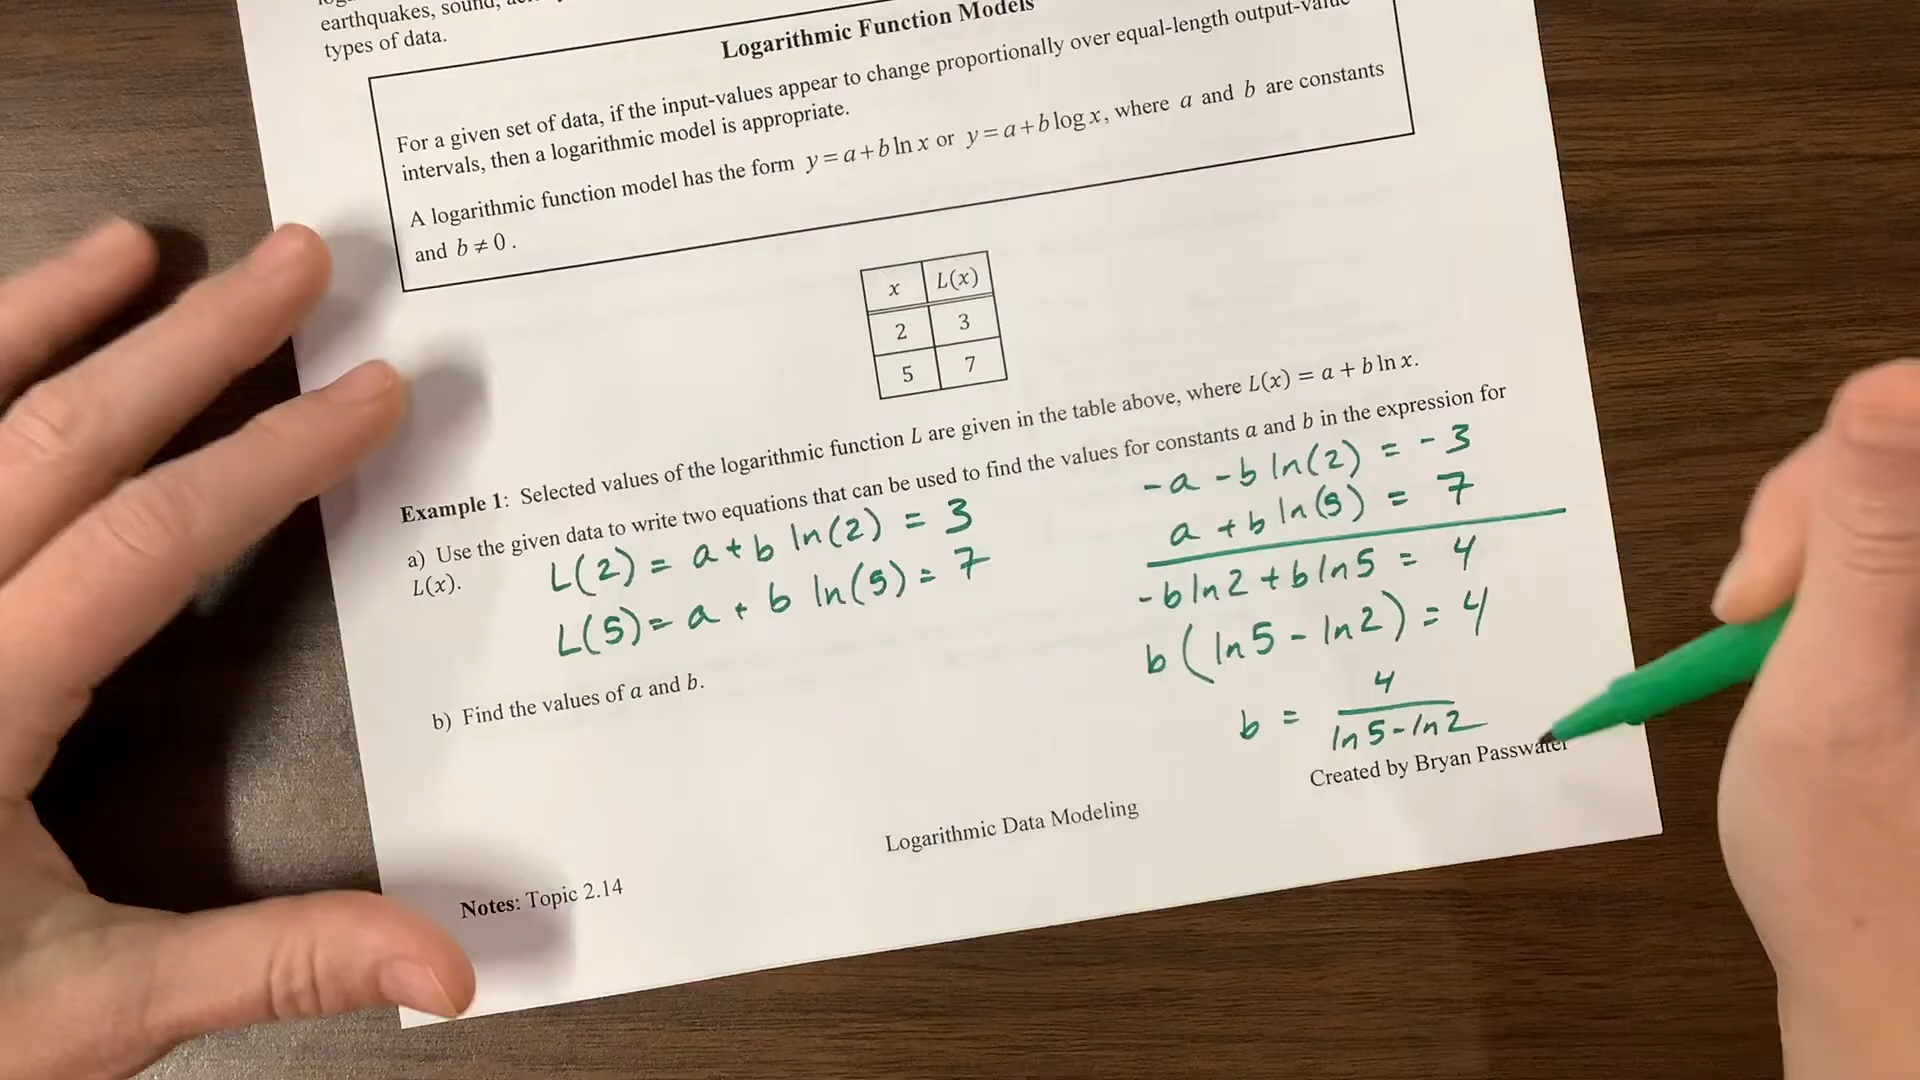 earthquakes, sound,
types of data.
Logarithmic Function Models
For a given set of data, if the input-values appear to change proportionally over equal-length output-value
intervals, then a logarithmic model is appropriate.
A logarithmic function model has the form y = a + b ln x or y = a + b log x, where a and b are constants
and b ≠ 0.
x L(x)
2 3
5 7
Example 1: Selected values of the logarithmic function L are given in the table above, where L(x) = a + b ln x.
a) Use the given data to write two equations that can be used to find the values for constants a and b in the expression for
L(x).
L(2) = a + b ln(2) = 3
L(5) = a + b ln(5) = 7
-a - b ln(2) = -3
a + b ln(5) = 7
-b ln 2 + b ln 5 = 4
b (ln 5 - ln 2) = 4
b = 4
ln 5 - ln 2
b) Find the values of a and b.
Created by Bryan Passwater
Logarithmic Data Modeling
Notes: Topic 2.14